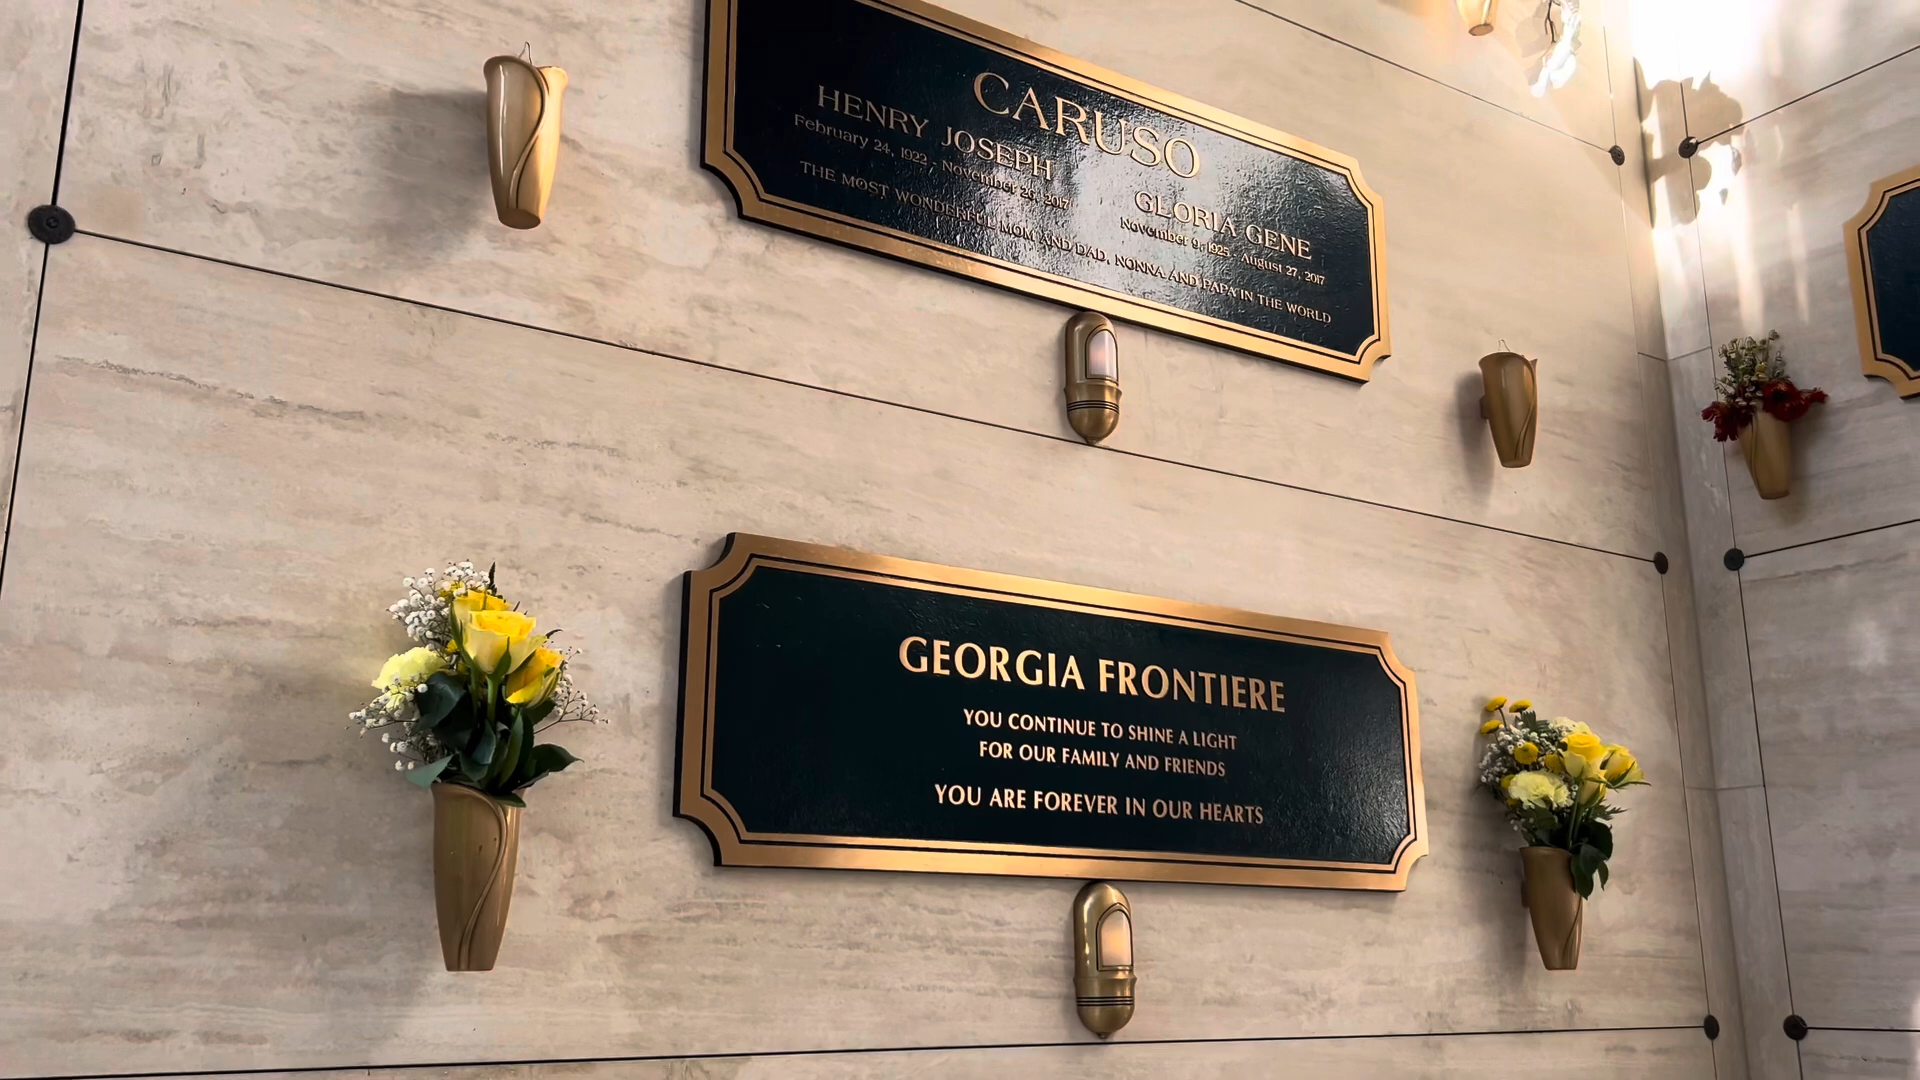 CARUSO
HENRY JOSEPH
February 24, 1922 - November 26, 2017
GLORIA GENE
November 9, 1925 August 27, 2017
THE MOST WONDERFUL MOM AND DAD, NONNA AND PAPA IN THE WORLD
GEORGIA FRONTIERE
YOU CONTINUE TO SHINE A LIGHT
FOR OUR FAMILY AND FRIENDS
YOU ARE FOREVER IN OUR HEARTS